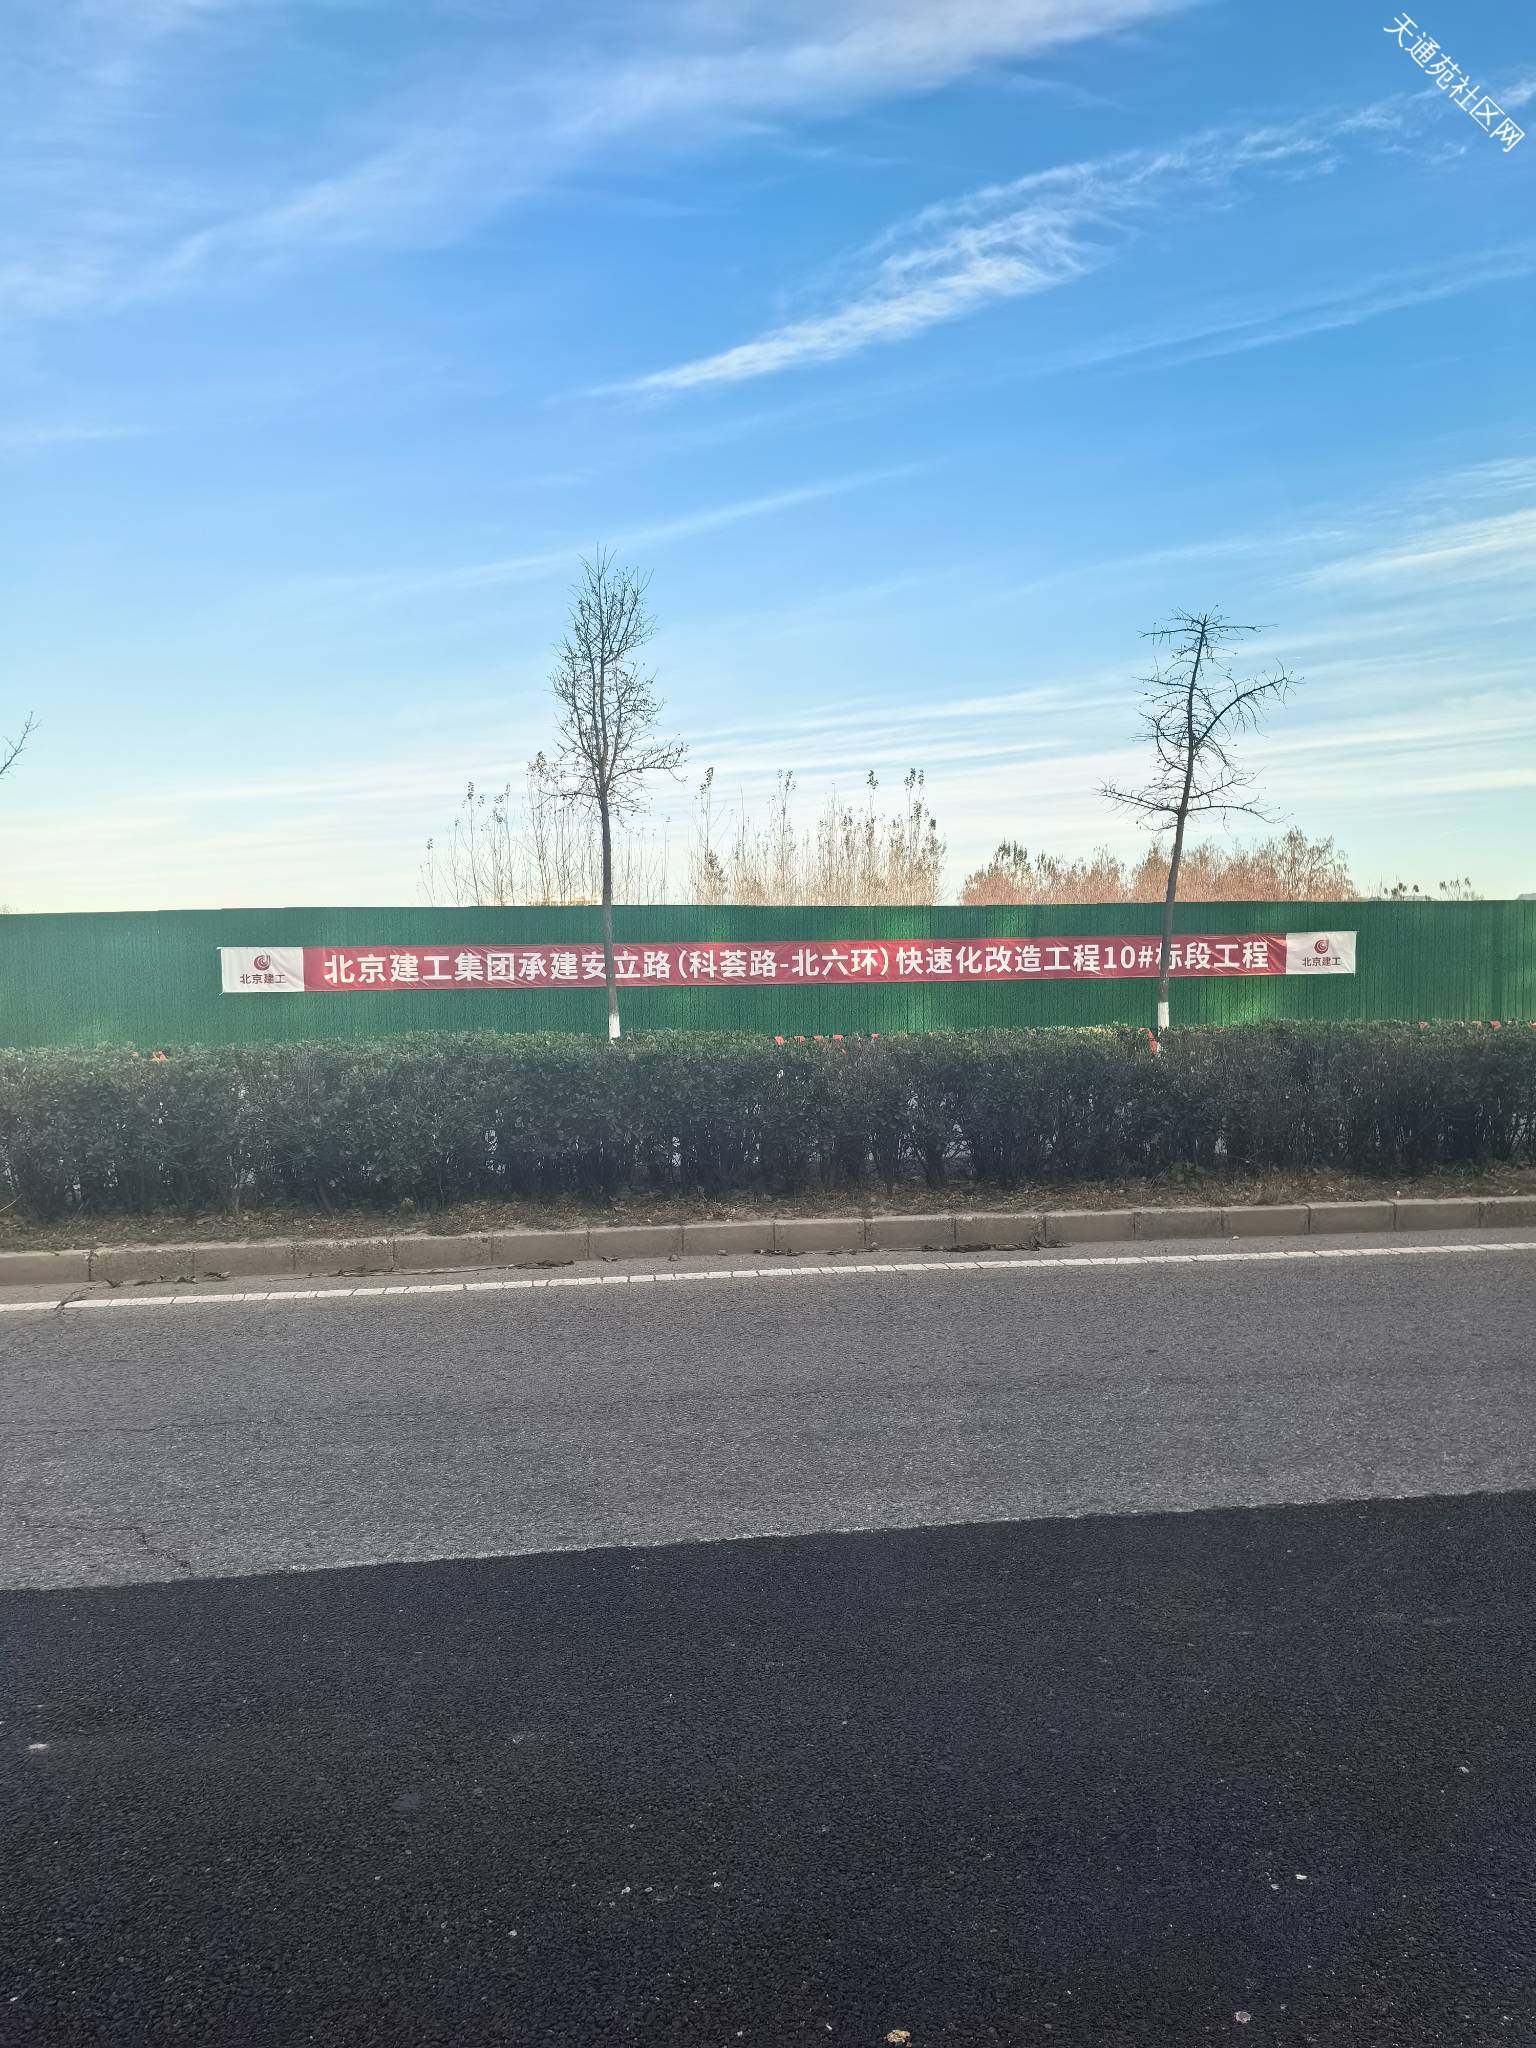 天通苑社区网
北京建工
北京建工集团承建安立路(科荟路-北六环)快速化改造工程10#标段工程
北京建工